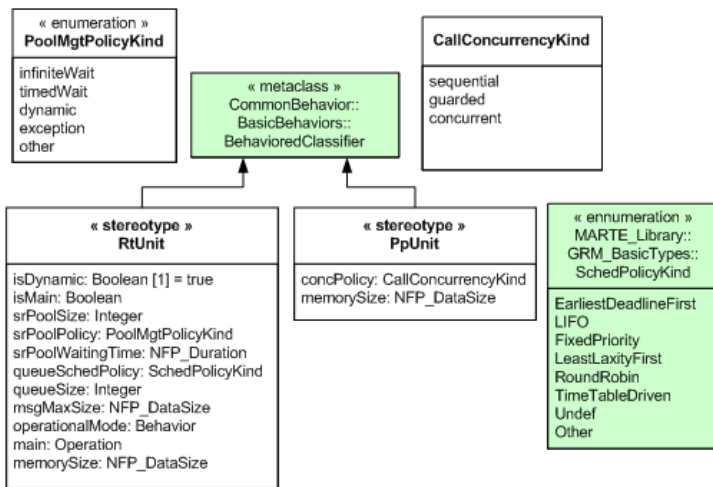 « enumeration »
PoolMgtPolicyKind
infiniteWait
timedWait
dynamic
exception
other
« metaclass »
CommonBehavior::
BasicBehaviors::
BehavioredClassifier
CallConcurrencyKind
sequential
guarded
concurrent
« stereotype »
RtUnit
isDynamic: Boolean [1] = true
isMain: Boolean
srPoolSize: Integer
srPoolPolicy: PoolMgtPolicyKind
srPoolWaitingTime: NFP_Duration
queueSchedPolicy: SchedPolicyKind
queueSize: Integer
msgMaxSize: NFP_DataSize
operationalMode: Behavior
main: Operation
memorySize: NFP_DataSize
« stereotype »
PpUnit
concPolicy: CallConcurrencyKind
memorySize: NFP_DataSize
« ennumeration »
MARTE_Library::
GRM_BasicTypes::
SchedPolicyKind
EarliestDeadlineFirst
LIFO
FixedPriority
LeastLaxityFirst
RoundRobin
TimeTableDriven
Undef
Other